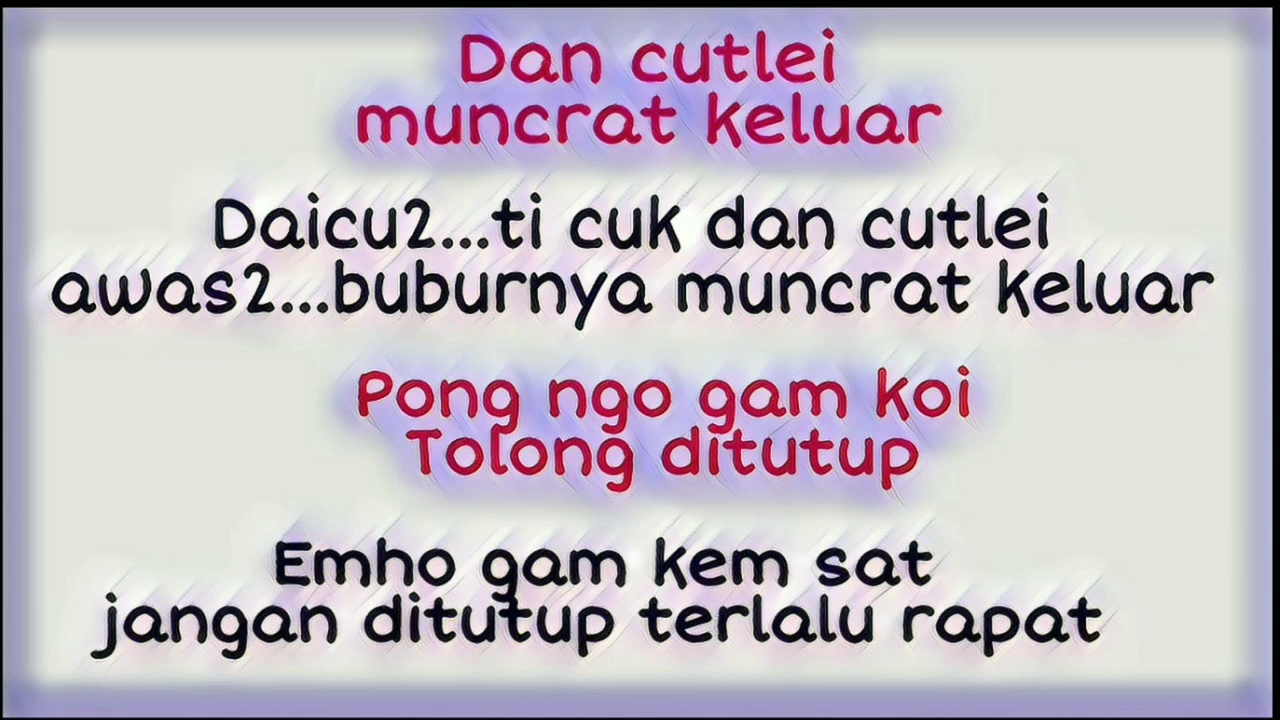 Dan cutlei
muncrat keluar
Daicu2...ti cuk dan cutlei
awas2...buburnya muncrat keluar
Pong ngo gam koi
Tolong ditutup
Emho gam kem sat
jangan ditutup terlalu rapat